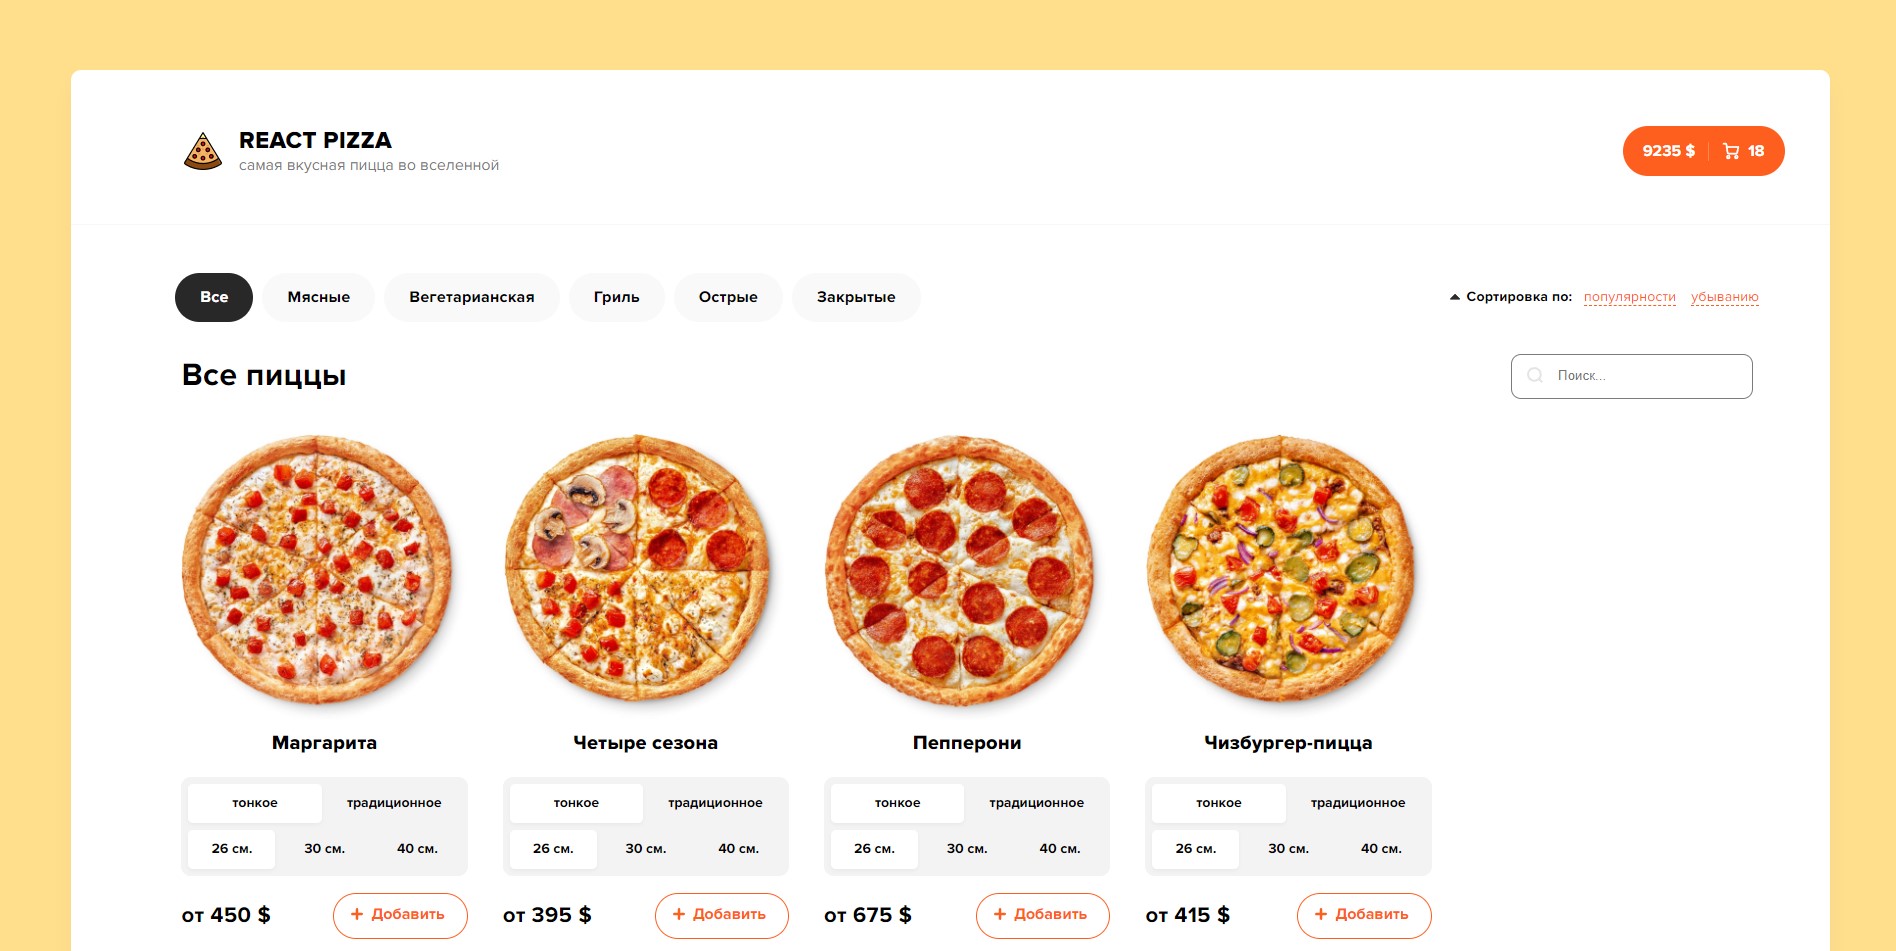 REACT PIZZA
самая вкусная пицца во вселенной
9235 $ 18
Все Мясные Вегетарианская Гриль Острые Закрытые
Сортировка по: популярности убыванию
Все пиццы
Поиск...
Маргарита Четыре сезона Пепперони Чизбургер-пицца
тонкое традиционное тонкое традиционное тонкое традиционное тонкое традиционное
26 см. 30 см. 40 см. 26 см. 30 см. 40 см. 26 см. 30 см. 40 см. 26 см. 30 см. 40 см.
от 450 $ + Добавить от 395 $ + Добавить от 675 $ + Добавить от 415 $ + Добавить